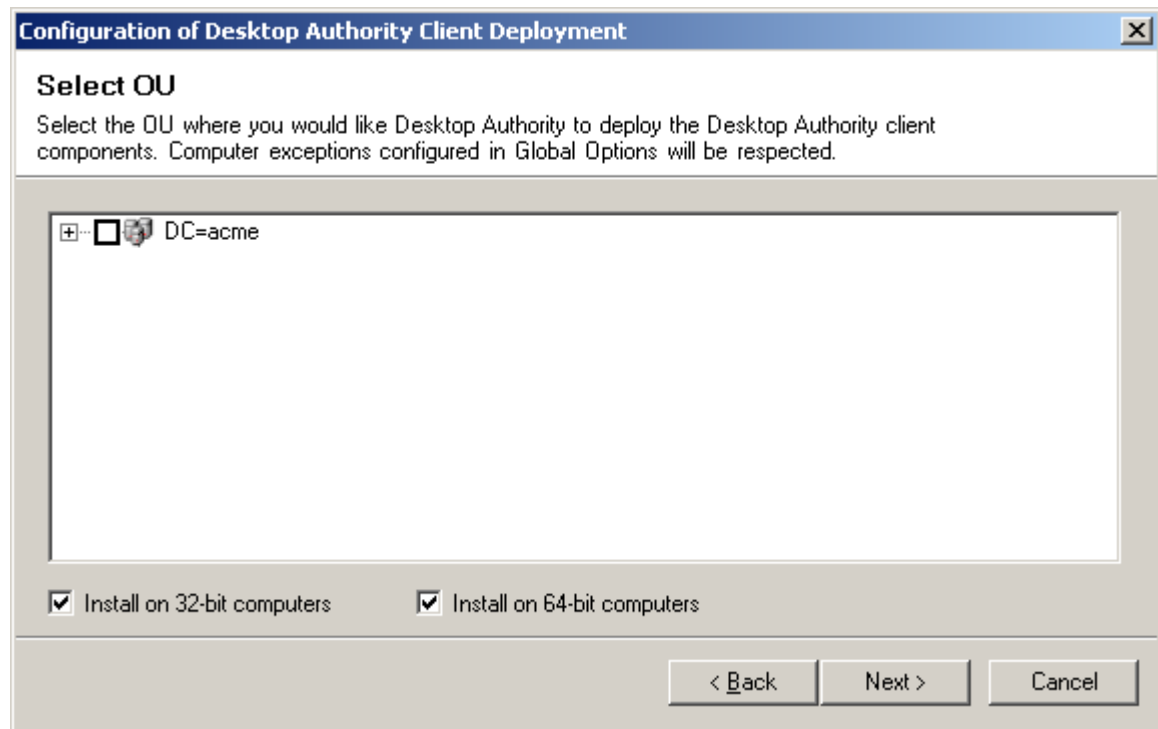 Configuration of Desktop Authority Client Deployment
Select OU
Select the OU where you would like Desktop Authority to deploy the Desktop Authority client
components. Computer exceptions configured in Global Options will be respected.
DC=acme
Install on 32-bit computers
Install on 64-bit computers
< Back
Next >
Cancel